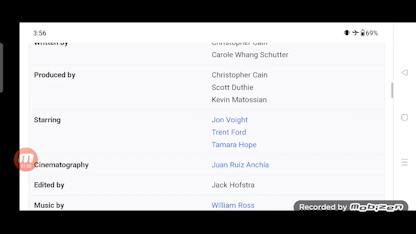 3:56
69%
Written by
Christopher Cain
Carole Whang Schutter
Produced by
Christopher Cain
Scott Duthie
Kevin Matossian
Starring
Jon Voight
Trent Ford
Tamara Hope
Cinematography
Juan Ruiz Anchía
Edited by
Jack Hofstra
Music by
William Ross
Recorded by Mobizen